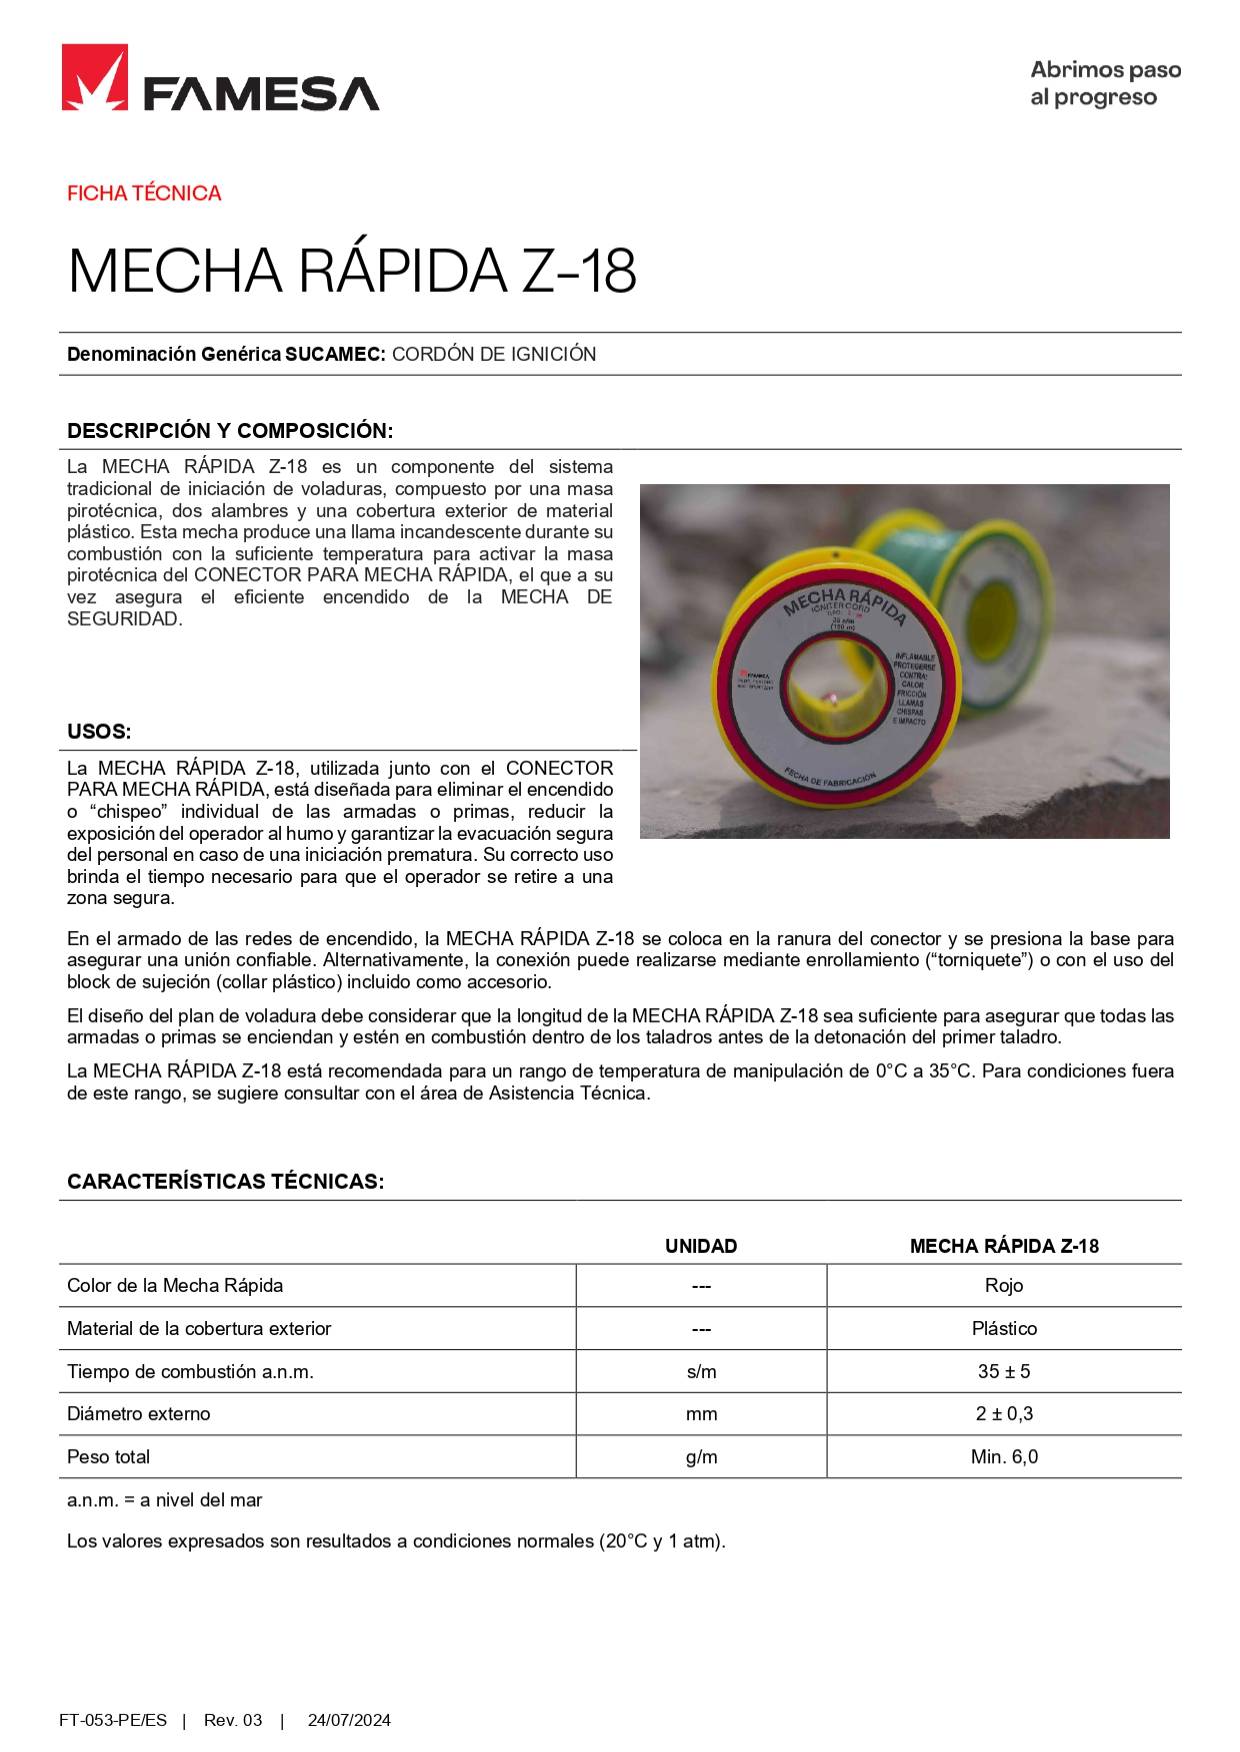 FAMESA
Abrimos paso
al progreso
FICHA TÉCNICA
MECHA RÁPIDA Z-18
Denominación Genérica SUCAMEC: CORDÓN DE IGNICIÓN
DESCRIPCIÓN Y COMPOSICIÓN:
La MECHA RÁPIDA Z-18 es un componente del sistema
tradicional de iniciación de voladuras, compuesto por una masa
pirotécnica, dos alambres y una cobertura exterior de material
plástico. Esta mecha produce una llama incandescente durante su
combustión con la suficiente temperatura para activar la masa
pirotécnica del CONECTOR PARA MECHA RÁPIDA, el que a su
vez asegura el eficiente encendido de la MECHA DE
SEGURIDAD.
MECHA RÁPIDA
IGNITER CORD
FAMESA
INFLAMABLE
PROTEGERSE
CONTRA:
CALOR
FRICCIÓN
LLAMAS
CHISPAS
E IMPACTO
FECHA DE FABRICACIÓN
USOS:
La MECHA RÁPIDA Z-18, utilizada junto con el CONECTOR
PARA MECHA RÁPIDA, está diseñada para eliminar el encendido
o “chispeo” individual de las armadas o primas, reducir la
exposición del operador al humo y garantizar la evacuación segura
del personal en caso de una iniciación prematura. Su correcto uso
brinda el tiempo necesario para que el operador se retire a una
zona segura.
En el armado de las redes de encendido, la MECHA RÁPIDA Z-18 se coloca en la ranura del conector y se presiona la base para
asegurar una unión confiable. Alternativamente, la conexión puede realizarse mediante enrollamiento (“torniquete”) o con el uso del
block de sujeción (collar plástico) incluido como accesorio.
El diseño del plan de voladura debe considerar que la longitud de la MECHA RÁPIDA Z-18 sea suficiente para asegurar que todas las
armadas o primas se enciendan y estén en combustión dentro de los taladros antes de la detonación del primer taladro.
La MECHA RÁPIDA Z-18 está recomendada para un rango de temperatura de manipulación de 0°C a 35°C. Para condiciones fuera
de este rango, se sugiere consultar con el área de Asistencia Técnica.
CARACTERÍSTICAS TÉCNICAS:
UNIDAD MECHA RÁPIDA Z-18
Color de la Mecha Rápida --- Rojo
Material de la cobertura exterior --- Plástico
Tiempo de combustión a.n.m. s/m 35 ± 5
Diámetro externo mm 2 ± 0,3
Peso total g/m Min. 6,0
a.n.m. = a nivel del mar
Los valores expresados son resultados a condiciones normales (20°C y 1 atm).
FT-053-PE/ES | Rev. 03 | 24/07/2024